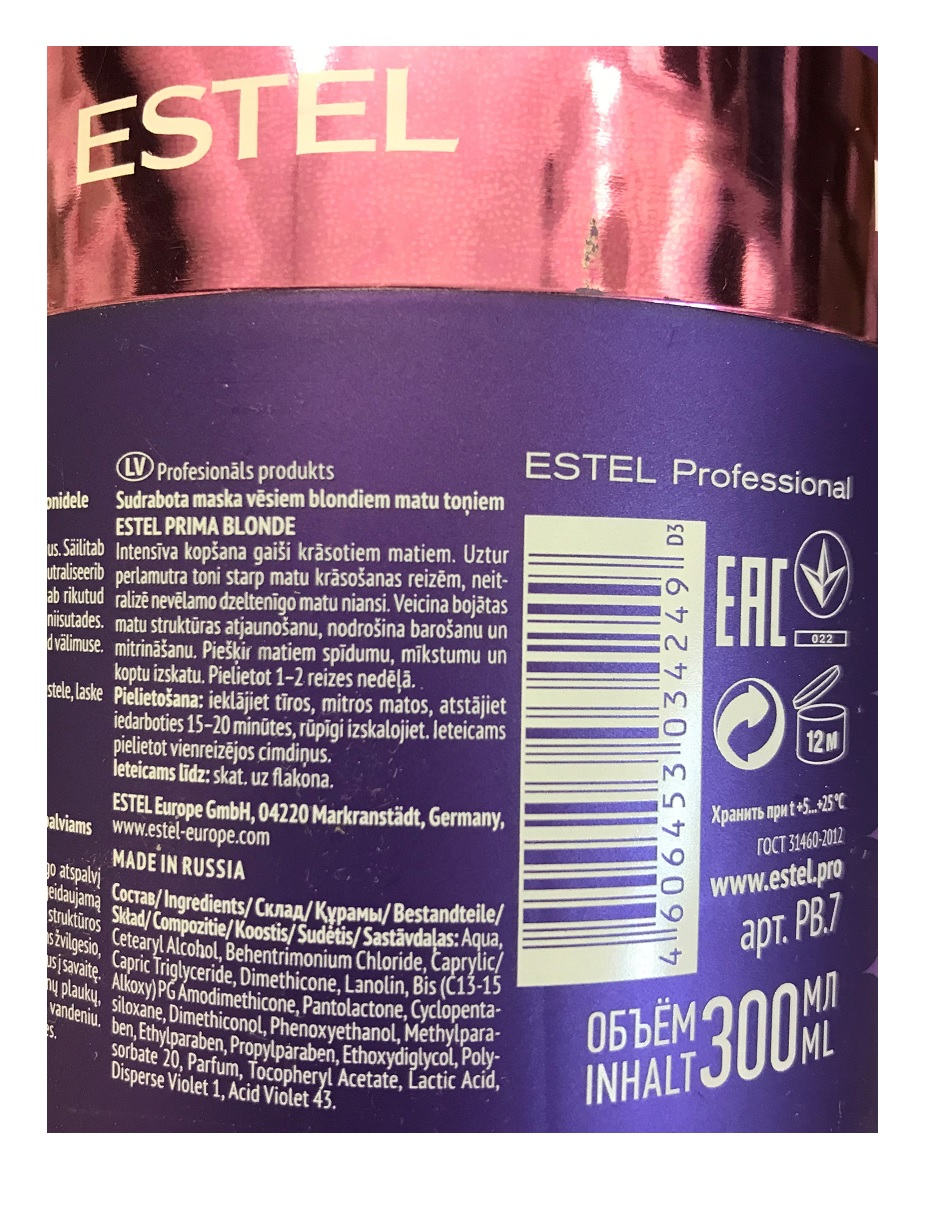 ESTEL
LV Profesionāls produkts
Sudrabota maska vēsiem blondiem matu toņiem
ESTEL PRIMA BLONDE
Intensīva kopšana gaiši krāsotiem matiem. Uztur
perlamutra toni starp matu krāsošanas reizēm, neit-
ralizē nevēlamo dzeltenīgo matu niansi. Veicina bojātas
matu struktūras atjaunošanu, nodrošina barošanu un
mitrināšanu. Piešķir matiem spīdumu, mīkstumu un
koptu izskatu. Pielietot 1–2 reizes nedēļā.
Pielietošana: ieklājiet tīros, mitros matos, atstājiet
iedarboties 15–20 minūtes, rūpīgi izskalojiet. Ieteicams
pielietot vienreizējos cimdiņus.
Ieteicams līdz: skat. uz flakona.
ESTEL Europe GmbH, 04220 Markranstädt, Germany,
www.estel-europe.com
MADE IN RUSSIA
Состав/ Ingredients/ Склад/ Құрамы/ Bestandteile/
Skład/ Compozitie/ Koostis/ Sudėtis/ Sastāvdaļas: Aqua,
Cetearyl Alcohol, Behentrimonium Chloride, Caprylic/
Capric Triglyceride, Dimethicone, Lanolin, Bis (C13-15
Alkoxy) PG Amodimethicone, Pantolactone, Cyclopenta-
siloxane, Dimethiconol, Phenoxyethanol, Methylpara-
ben, Ethylparaben, Propylparaben, Ethoxydiglycol, Poly-
sorbate 20, Parfum, Tocopheryl Acetate, Lactic Acid,
Disperse Violet 1, Acid Violet 43.
onidele
us. Säilitab
utraliseerib
ab rikutud
niisutades.
d välimuse.
stele, laske
palviams
go atspalvį
eidaujamą
struktūros
s žvilgesio,
us į savaitę.
nų plaukų,
vandeniu.
es.
ESTEL Professional
4 606453 034249
D3
EAC
022
12 M
Хранить при t +5...+25°C
ГОСТ 31460-2012
www.estel.pro
арт. PB.7
ОБЪЁМ 300 МЛ
INHALT ML